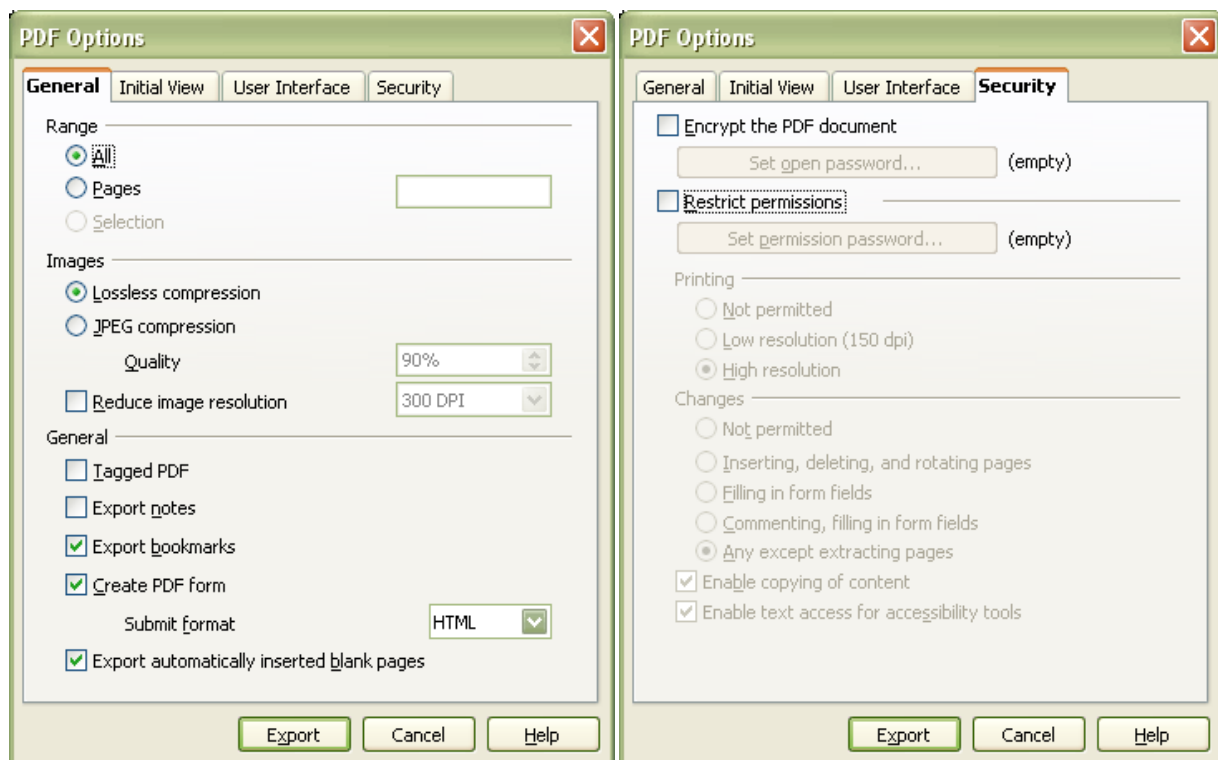 PDF Options
General Initial View User Interface Security
Range
All
Pages
Selection
Images
Lossless compression
JPEG compression
Quality 90%
Reduce image resolution 300 DPI
General
Tagged PDF
Export notes
Export bookmarks
Create PDF form
Submit format HTML
Export automatically inserted blank pages
Export Cancel Help
PDF Options
General Initial View User Interface Security
Encrypt the PDF document
Set open password... (empty)
Restrict permissions
Set permission password... (empty)
Printing
Not permitted
Low resolution (150 dpi)
High resolution
Changes
Not permitted
Inserting, deleting, and rotating pages
Filling in form fields
Commenting, filling in form fields
Any except extracting pages
Enable copying of content
Enable text access for accessibility tools
Export Cancel Help